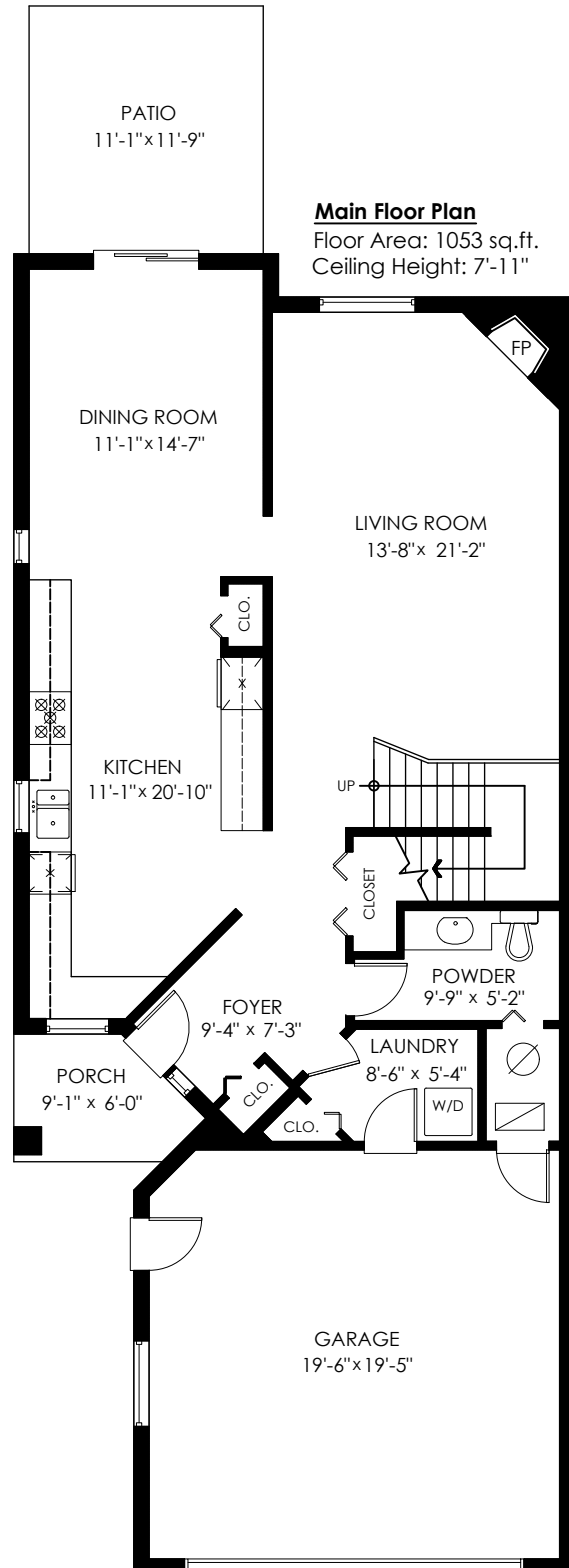 PATIO
11'-1" x 11'-9"
Main Floor Plan
Floor Area: 1053 sq.ft.
Ceiling Height: 7'-11"
FP
DINING ROOM
11'-1" x 14'-7"
LIVING ROOM
13'-8" x 21'-2"
CLO.
KITCHEN
11'-1" x 20'-10"
UP
CLOSET
POWDER
9'-9" x 5'-2"
FOYER
9'-4" x 7'-3"
LAUNDRY
8'-6" x 5'-4"
W/D
PORCH
9'-1" x 6'-0"
CLO.
CLO.
GARAGE
19'-6" x 19'-5"